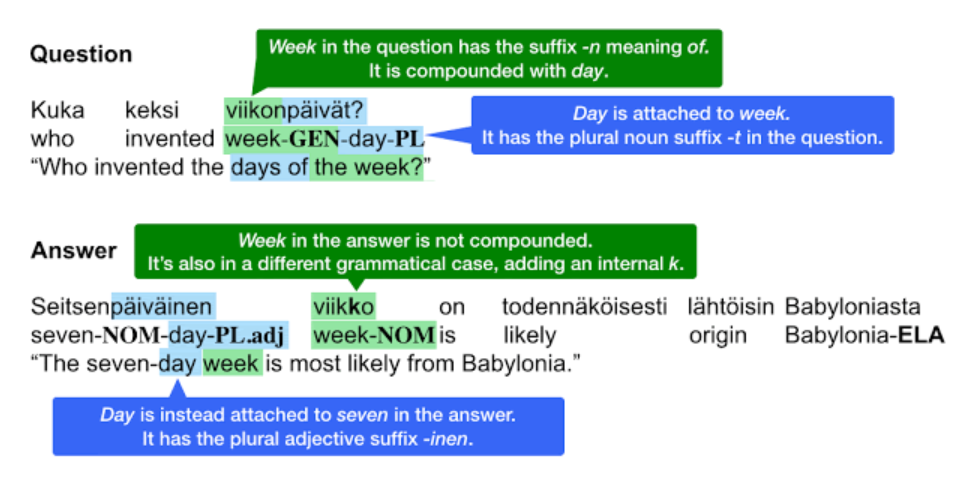 Question
Week in the question has the suffix -n meaning of.
It is compounded with day.
Kuka keksi viikonpäivät?
who invented week-GEN-day-PL
“Who invented the days of the week?”
Day is attached to week.
It has the plural noun suffix -t in the question.
Answer
Week in the answer is not compounded.
It's also in a different grammatical case, adding an internal k.
Seitsenpäiväinen viikko on todennäköisesti lähtöisin Babyloniasta
seven-NOM-day-PL.adj week-NOM is likely origin Babylonia-ELA
“The seven-day week is most likely from Babylonia.”
Day is instead attached to seven in the answer.
It has the plural adjective suffix -inen.